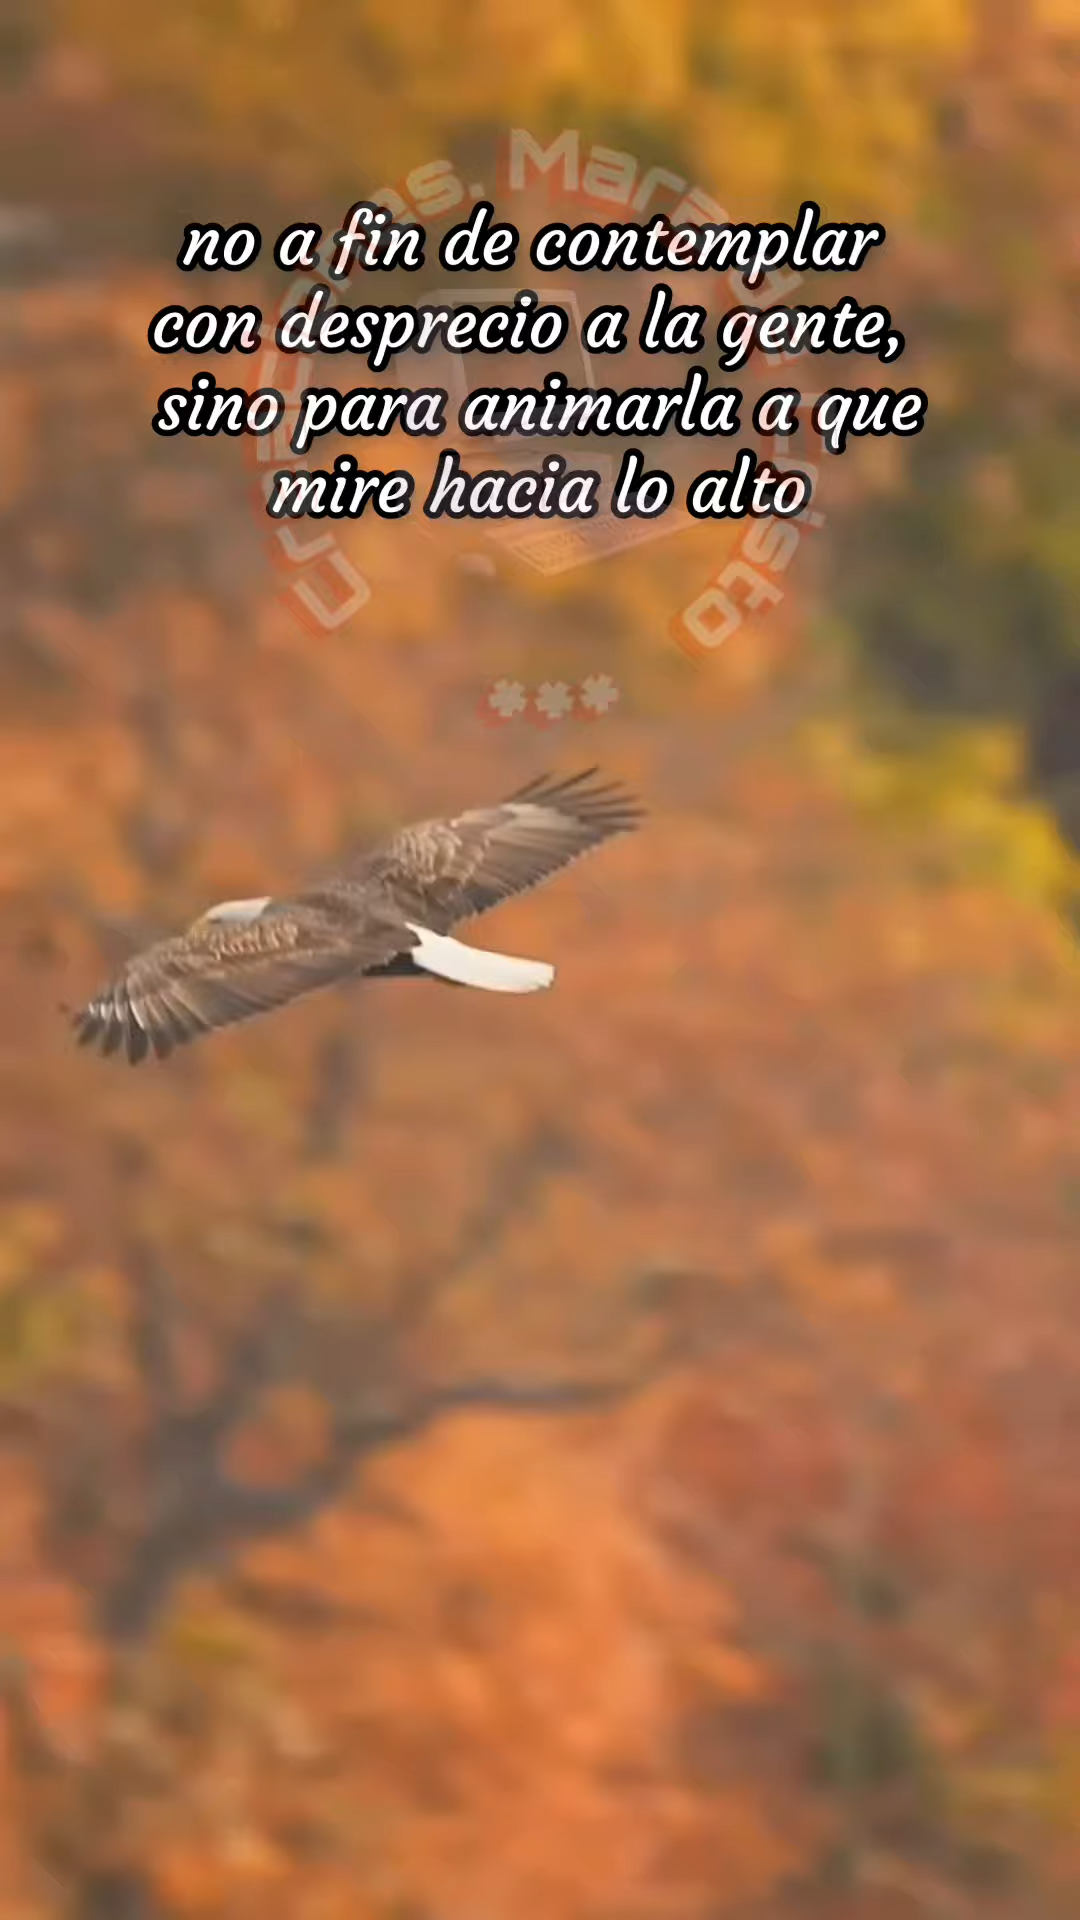 no a fin de contemplar
con desprecio a la gente,
sino para animarla a que
mire hacia lo alto
***